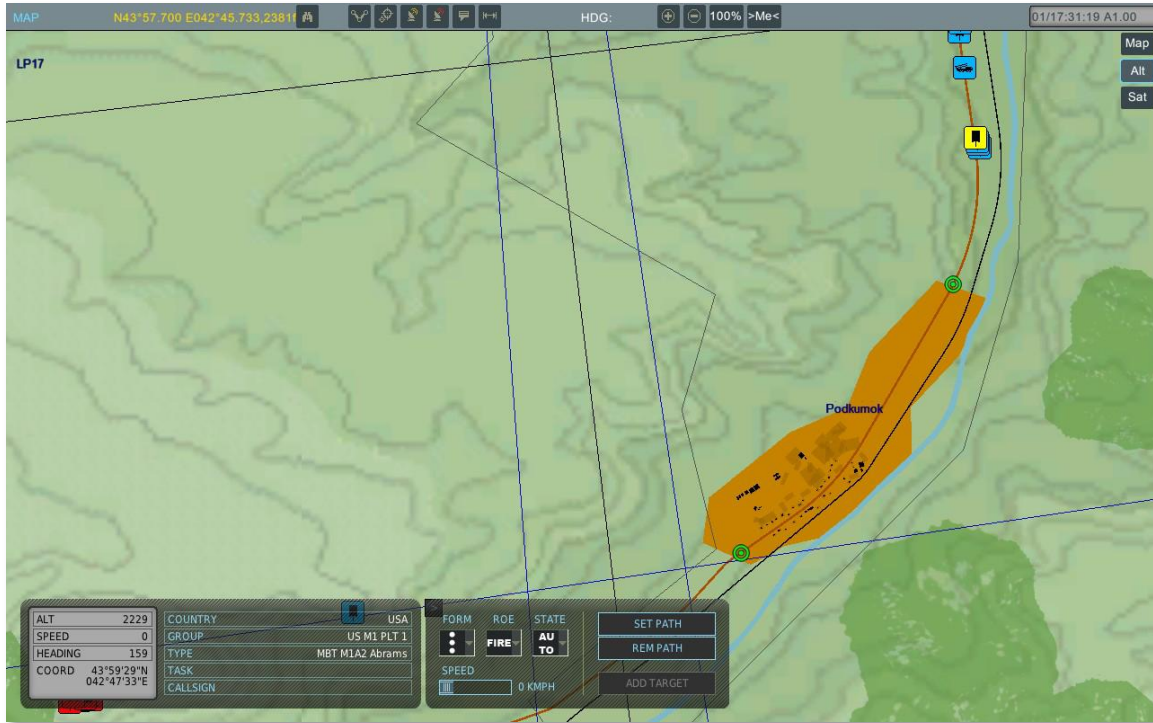 MAP
N43°57.700 E042°45.733,2381f
HDG:
100%
>Me<
01/17:31:19 A1.00
LP17
Map
Alt
Sat
Podkumok
ALT 2229
SPEED 0
HEADING 159
COORD 43°59'29"N
042°47'33"E
COUNTRY USA
GROUP US M1 PLT 1
TYPE MBT M1A2 Abrams
TASK
CALLSIGN
FORM ROE STATE
FIRE
AU
TO
SPEED
0 KMPH
SET PATH
REM PATH
ADD TARGET